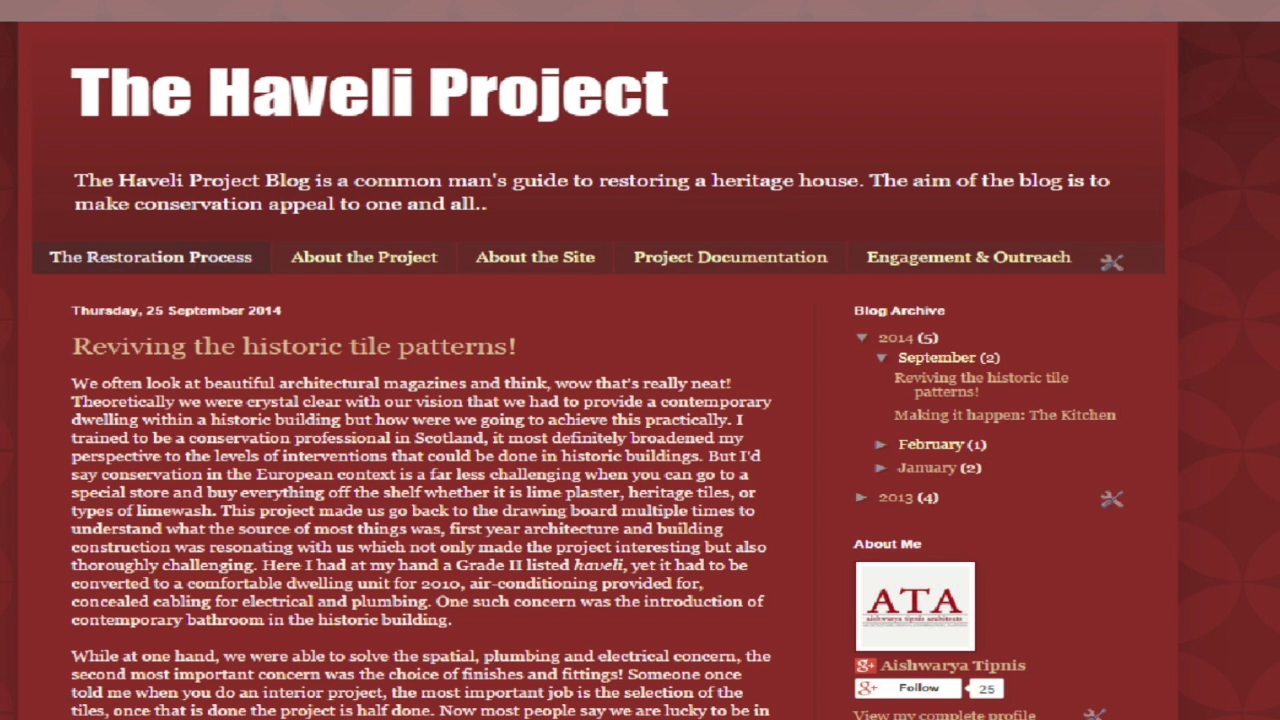 The Haveli Project
The Haveli Project Blog is a common man's guide to restoring a heritage house. The aim of the blog is to
make conservation appeal to one and all..
The Restoration Process
About the Project
About the Site
Project Documentation
Engagement & Outreach
Thursday, 25 September 2014
Reviving the historic tile patterns!
We often look at beautiful architectural magazines and think, wow that's really neat!
Theoretically we were crystal clear with our vision that we had to provide a contemporary
dwelling within a historic building but how were we going to achieve this practically. I
trained to be a conservation professional in Scotland, it most definitely broadened my
perspective to the levels of interventions that could be done in historic buildings. But I'd
say conservation in the European context is a far less challenging when you can go to a
special store and buy everything off the shelf whether it is lime plaster, heritage tiles, or
types of limewash. This project made us go back to the drawing board multiple times to
understand what the source of most things was, first year architecture and building
construction was resonating with us which not only made the project interesting but also
thoroughly challenging. Here I had at my hand a Grade II listed haveli, yet it had to be
converted to a comfortable dwelling unit for 2010, air-conditioning provided for,
concealed cabling for electrical and plumbing. One such concern was the introduction of
contemporary bathroom in the historic building.
While at one hand, we were able to solve the spatial, plumbing and electrical concern, the
second most important concern was the choice of finishes and fittings! Someone once
told me when you do an interior project, the most important job is the selection of the
tiles, once that is done the project is half done. Now most people say we are lucky to be in
Blog Archive
▼ 2014 (5)
▼ September (2)
Reviving the historic tile
patterns!
Making it happen: The Kitchen
► February (1)
► January (2)
► 2013 (4)
About Me
ATA
aishwarya tipnis architects
g+ Aishwarya Tipnis
g+ Follow 25
View my complete profile